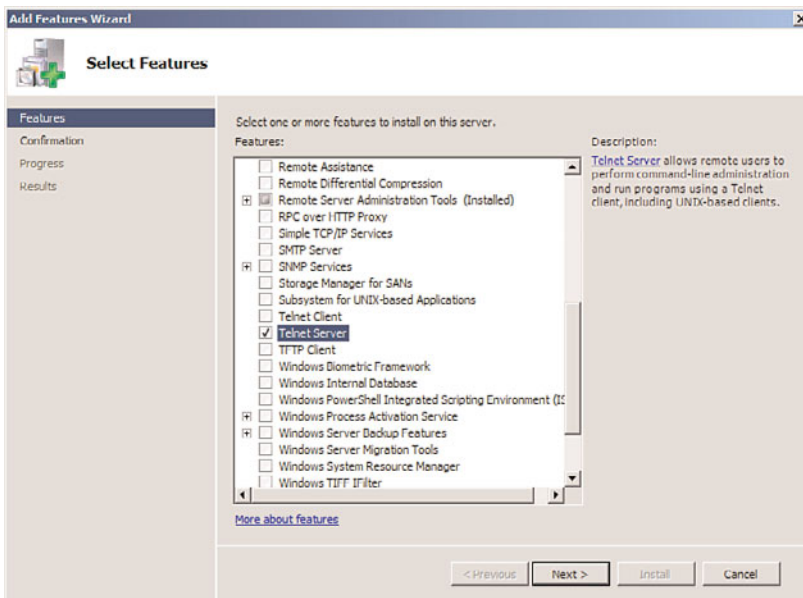 Add Features Wizard
Select Features
Features
Confirmation
Progress
Results
Select one or more features to install on this server.
Features:
Remote Assistance
Remote Differential Compression
Remote Server Administration Tools (Installed)
RPC over HTTP Proxy
Simple TCP/IP Services
SMTP Server
SNMP Services
Storage Manager for SANs
Subsystem for UNIX-based Applications
Telnet Client
Telnet Server
TFTP Client
Windows Biometric Framework
Windows Internal Database
Windows PowerShell Integrated Scripting Environment (IS
Windows Process Activation Service
Windows Server Backup Features
Windows Server Migration Tools
Windows System Resource Manager
Windows TIFF IFilter
More about features
Description:
Telnet Server allows remote users to
perform command-line administration
and run programs using a Telnet
client, including UNIX-based clients.
< Previous
Next >
Install
Cancel